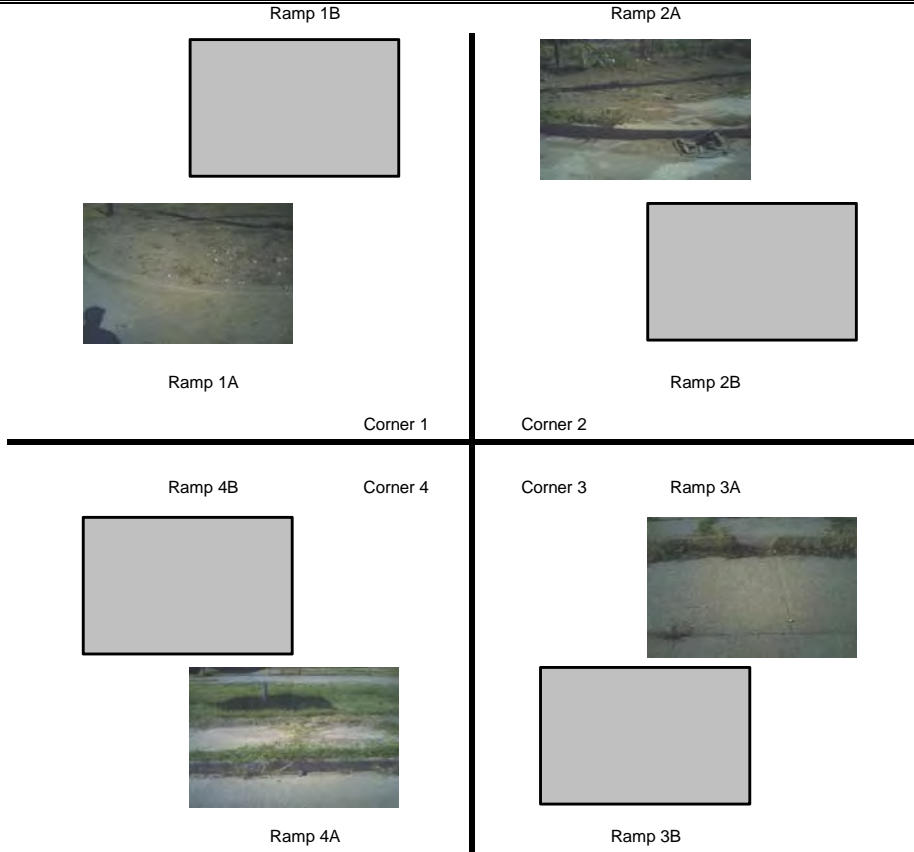 Ramp 1B
Ramp 2A
Ramp 1A
Ramp 2B
Corner 1
Corner 2
Ramp 4B
Corner 4
Corner 3
Ramp 3A
Ramp 4A
Ramp 3B